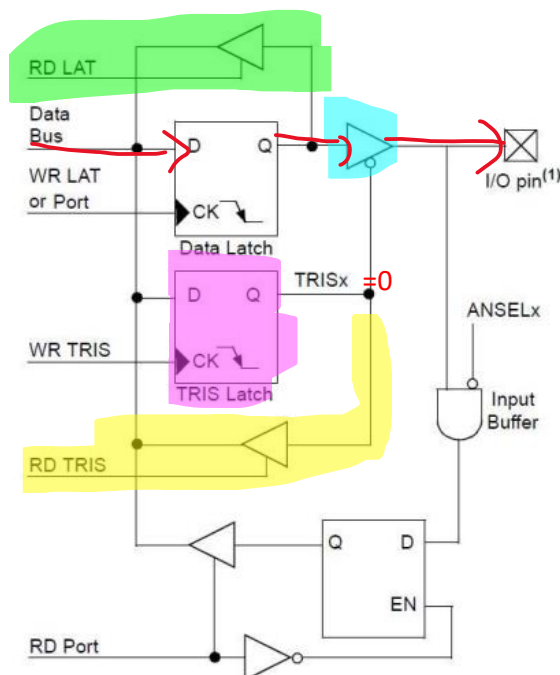 RD LAT
Data
Bus
D Q
WR LAT
or Port
CK
Data Latch
I/O pin(1)
D Q
TRISx =0
ANSELx
WR TRIS
CK
TRIS Latch
Input
Buffer
RD TRIS
Q D
EN
RD Port